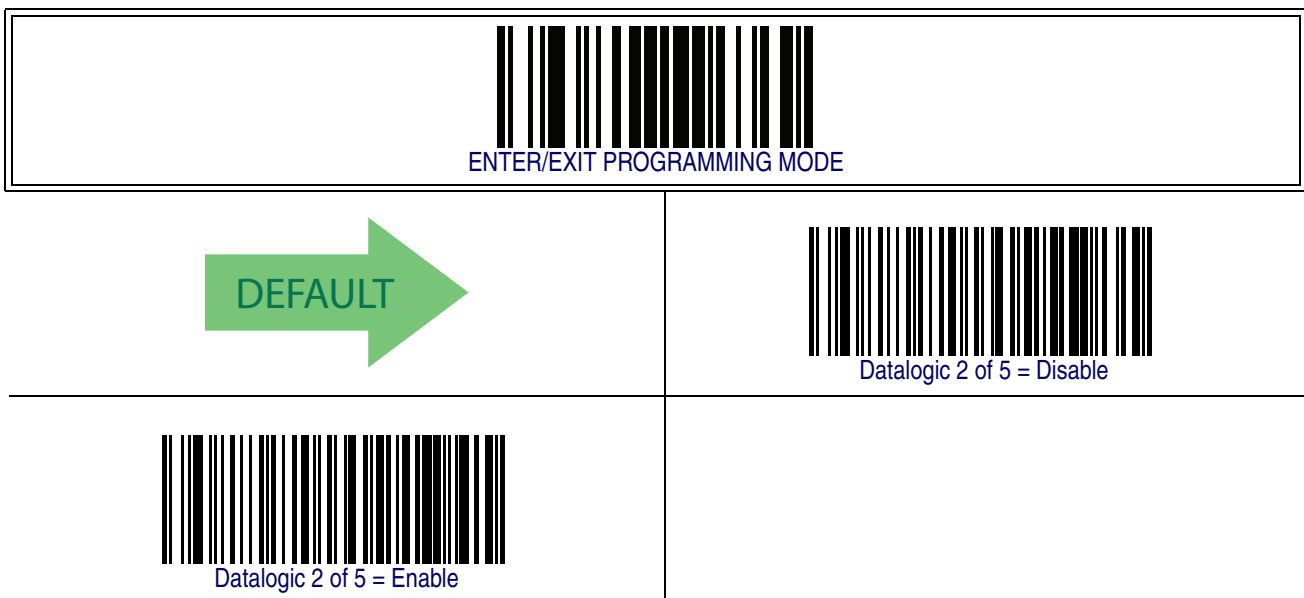 ENTER/EXIT PROGRAMMING MODE
DEFAULT
Datalogic 2 of 5 = Disable
Datalogic 2 of 5 = Enable